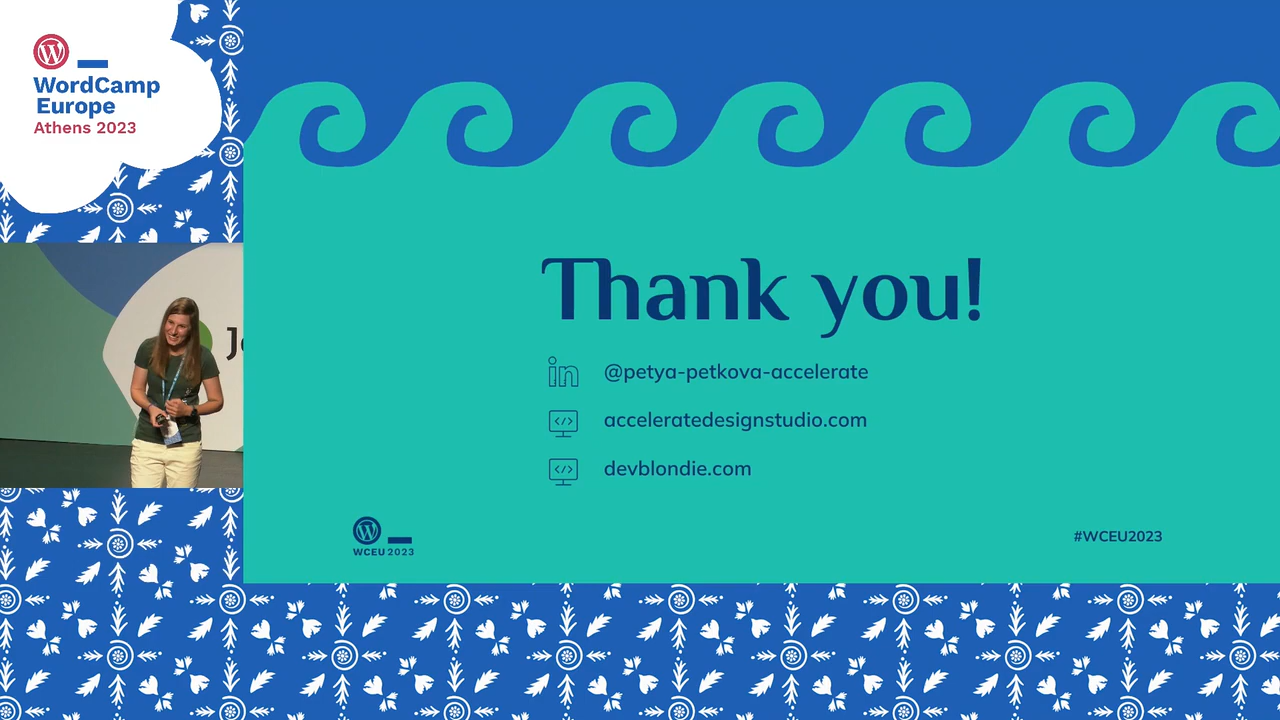 WordCamp
Europe
Athens 2023
Thank you!
@petya-petkova-accelerate
acceleratedesignstudio.com
devblondie.com
WCEU 2023
#WCEU2023